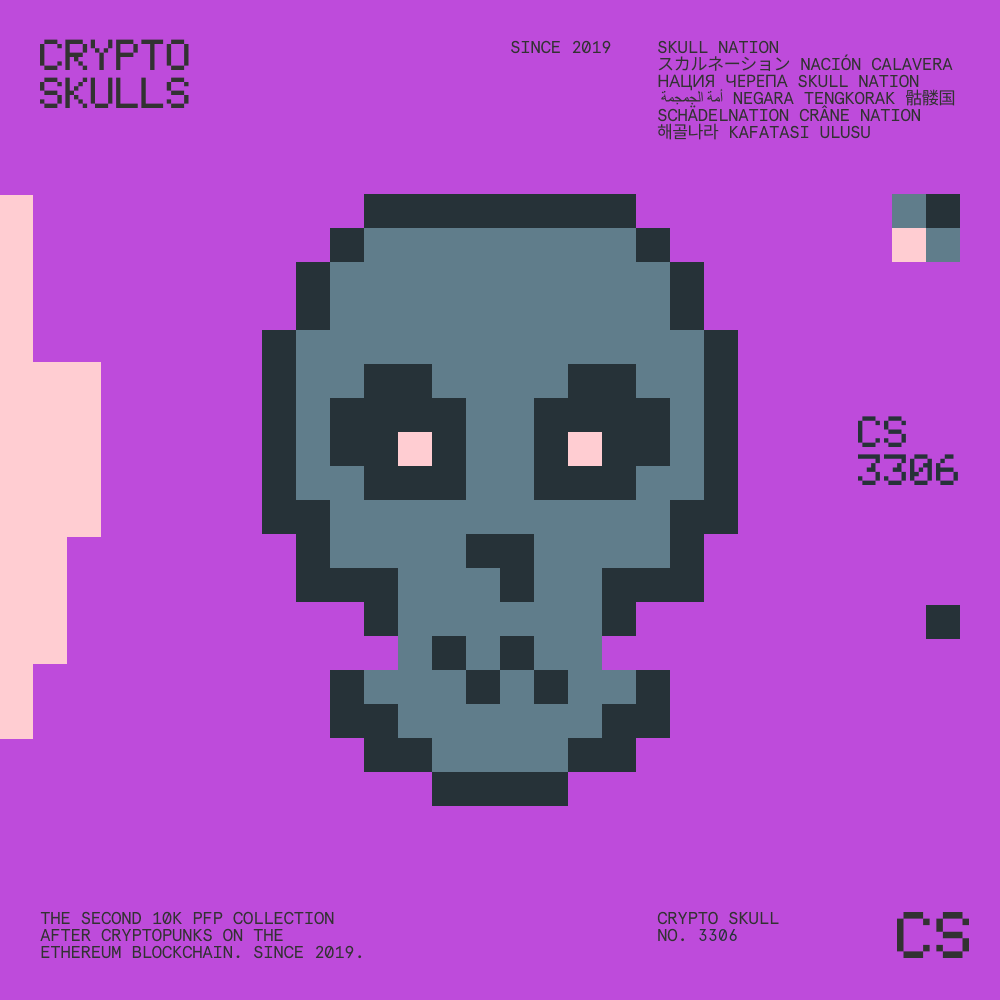 CRYPTO
SKULLS
SINCE 2019
SKULL NATION
スカルネーション NACIÓN CALAVERA
НАЦИЯ ЧЕРЕПА SKULL NATION
أمة الجمجمة NEGARA TENGKORAK 骷髅国
SCHÄDELNATION CRÂNE NATION
해골나라 KAFATASI ULUSU
CS
3306
THE SECOND 10K PFP COLLECTION
AFTER CRYPTOPUNKS ON THE
ETHEREUM BLOCKCHAIN. SINCE 2019.
CRYPTO SKULL
NO. 3306
CS